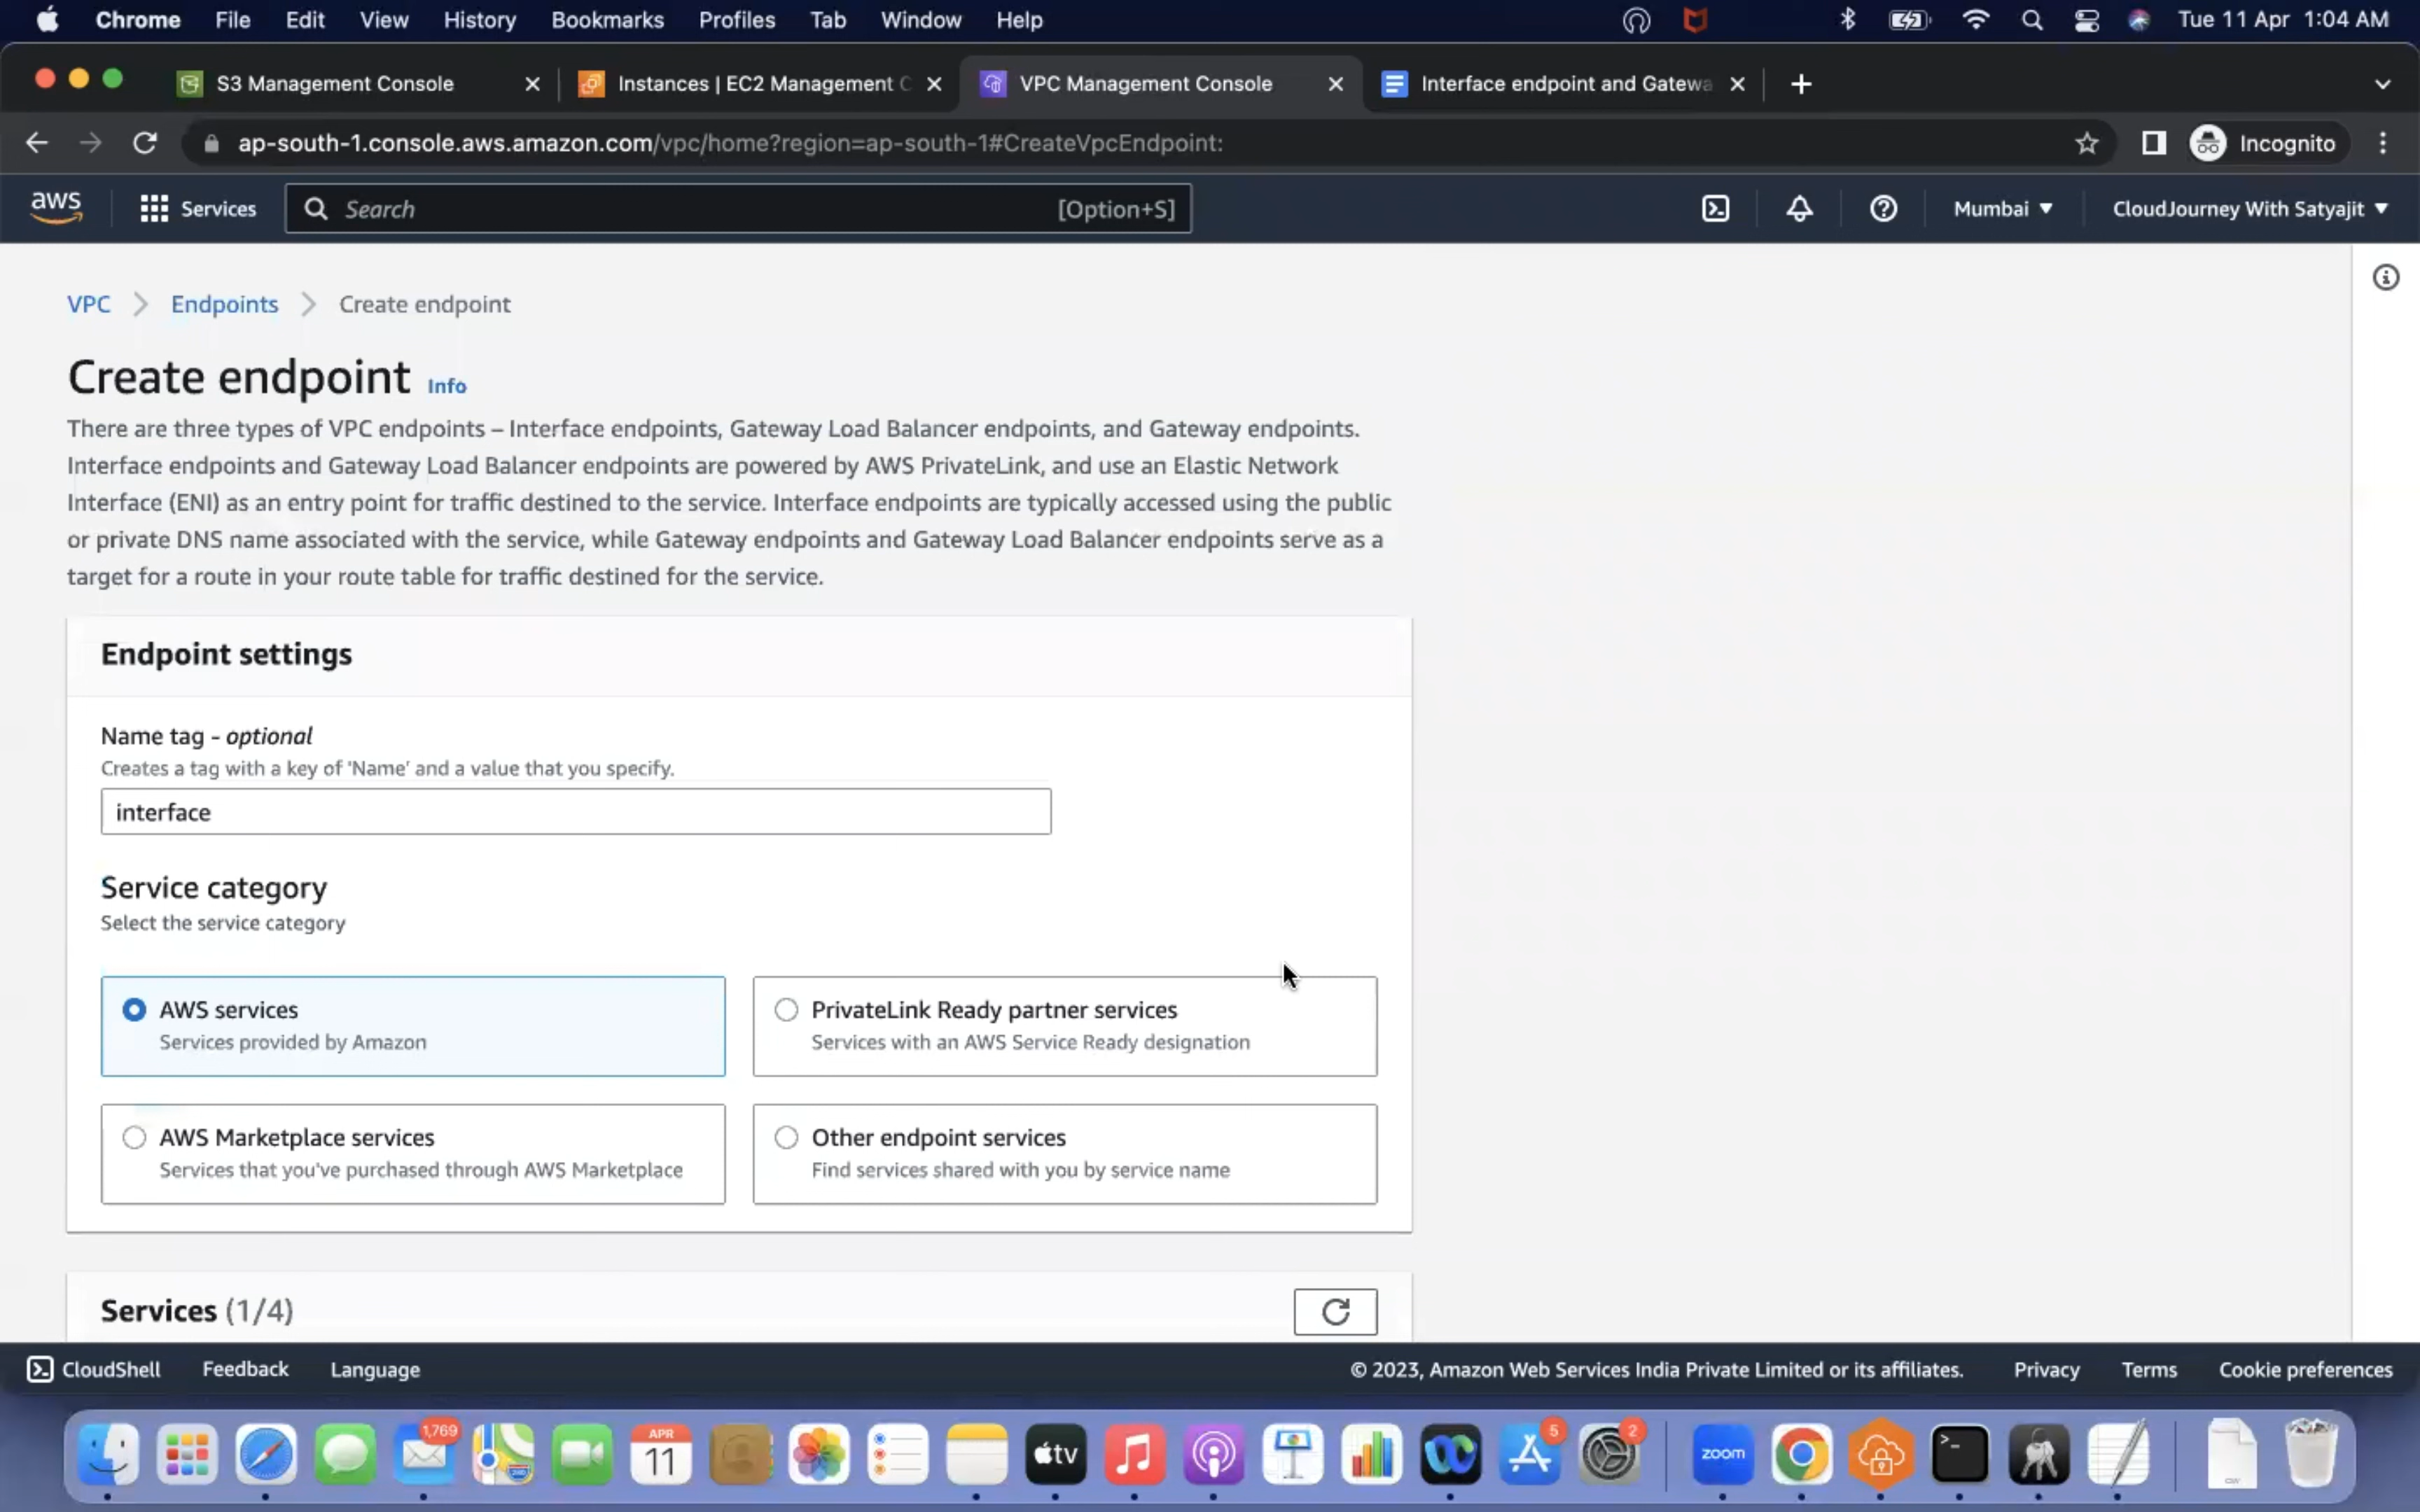 Chrome File Edit View History Bookmarks Profiles Tab Window Help Tue 11 Apr 1:04 AM
S3 Management Console Instances | EC2 Management C VPC Management Console Interface endpoint and Gatewa
ap-south-1.console.aws.amazon.com/vpc/home?region=ap-south-1#CreateVpcEndpoint: Incognito
aws Services Search [Option+S] Mumbai CloudJourney With Satyajit
VPC Endpoints Create endpoint
Create endpoint Info
There are three types of VPC endpoints – Interface endpoints, Gateway Load Balancer endpoints, and Gateway endpoints.
Interface endpoints and Gateway Load Balancer endpoints are powered by AWS PrivateLink, and use an Elastic Network
Interface (ENI) as an entry point for traffic destined to the service. Interface endpoints are typically accessed using the public
or private DNS name associated with the service, while Gateway endpoints and Gateway Load Balancer endpoints serve as a
target for a route in your route table for traffic destined for the service.
Endpoint settings
Name tag - optional
Creates a tag with a key of 'Name' and a value that you specify.
interface
Service category
Select the service category
AWS services PrivateLink Ready partner services
Services provided by Amazon Services with an AWS Service Ready designation
AWS Marketplace services Other endpoint services
Services that you've purchased through AWS Marketplace Find services shared with you by service name
Services (1/4)
CloudShell Feedback Language © 2023, Amazon Web Services India Private Limited or its affiliates. Privacy Terms Cookie preferences
1,769 APR 11 tv 5 2 zoom